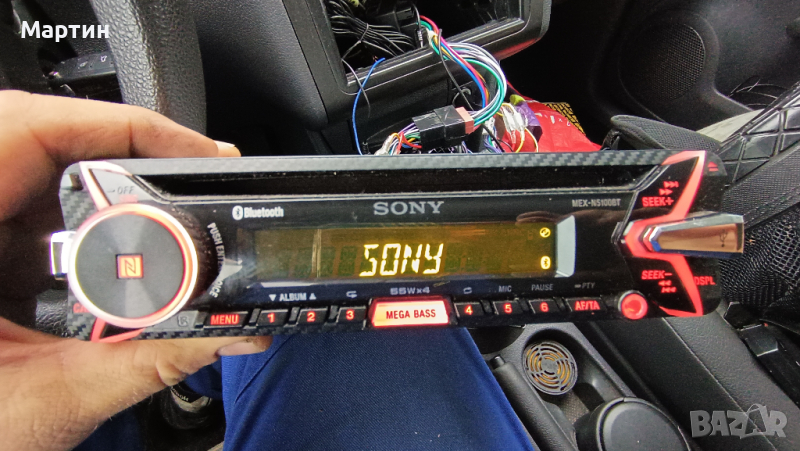 Мартин
OFF
Bluetooth
SONY
MEX-N5100BT
SEEK+
PUSH ENTER
SONY
SEEK−
DSPL
▼ ALBUM ▲
55W×4
MIC
PAUSE
PTY
MENU
1
2
3
MEGA BASS
4
5
6
AF/TA
BAZAR